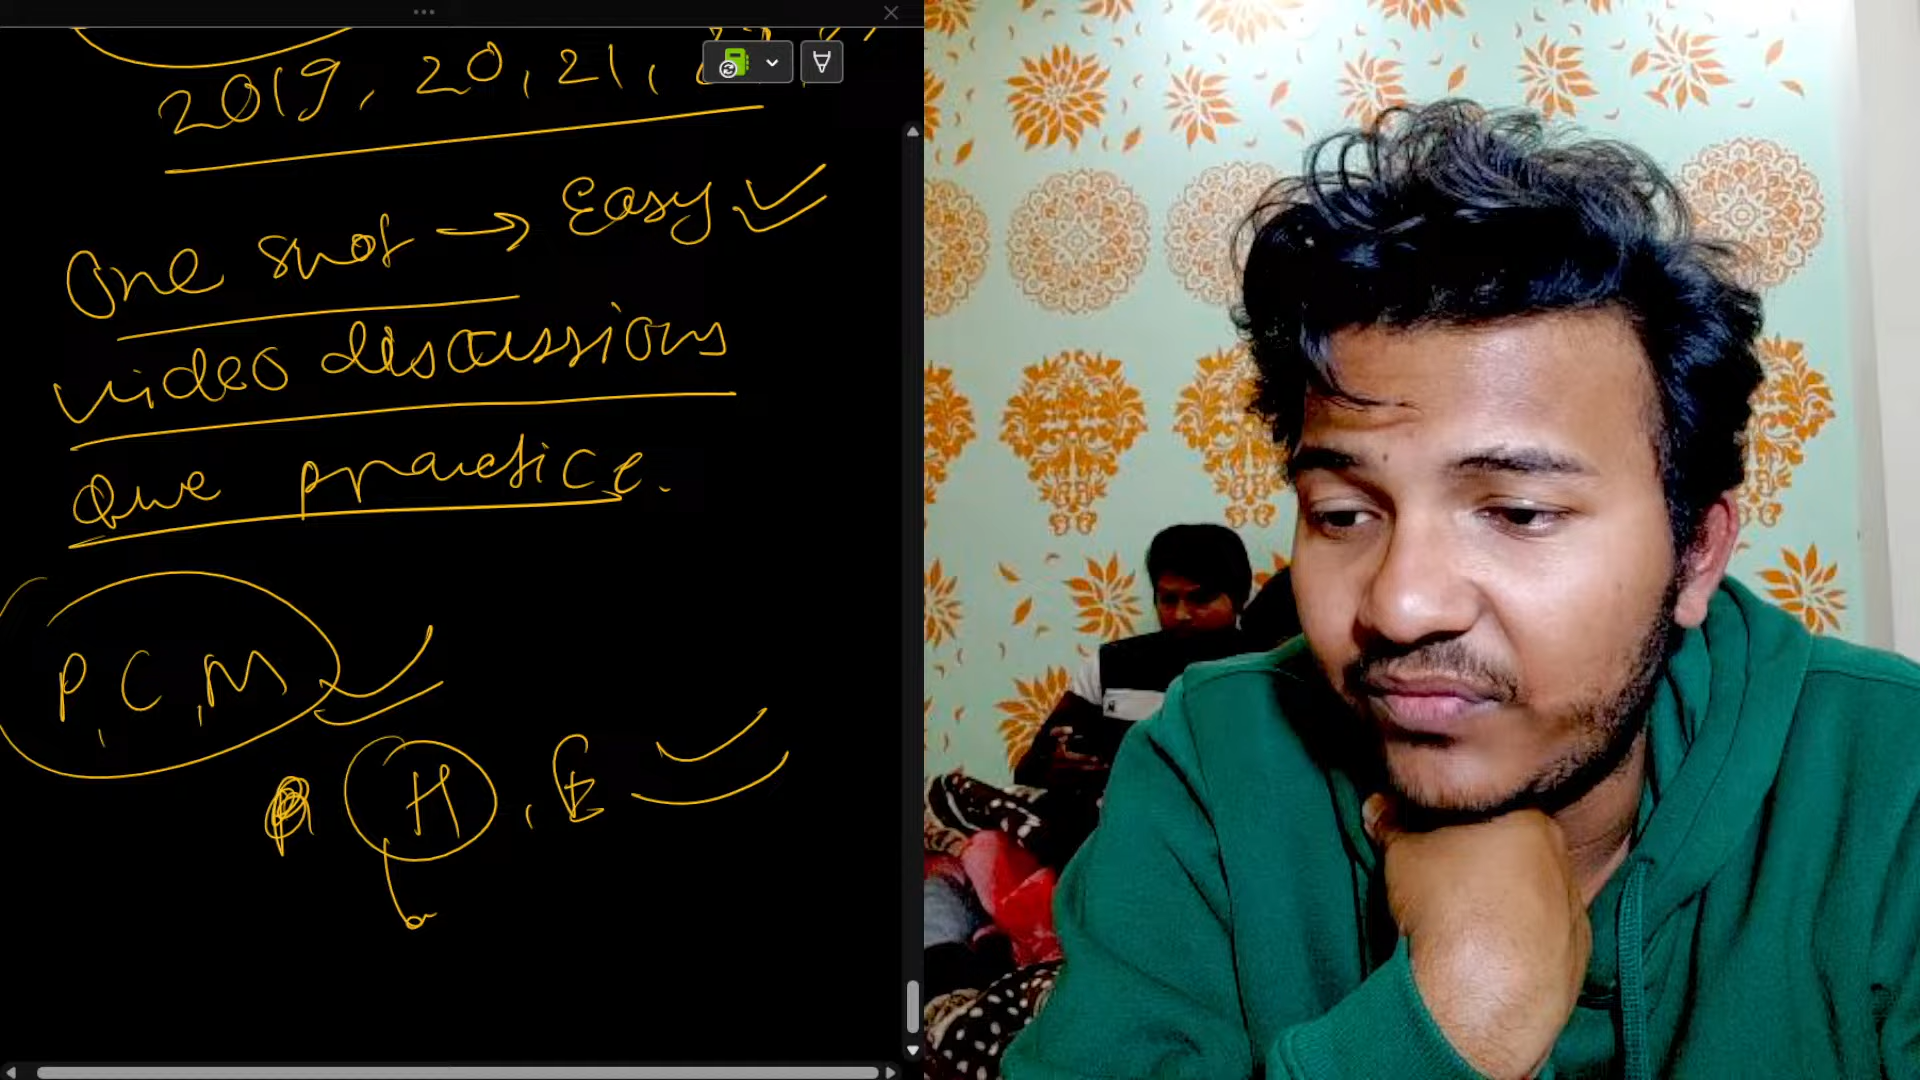 2019, 20, 21,
One shot → Easy
video discussions
Que practice.
P, C, M
H, E